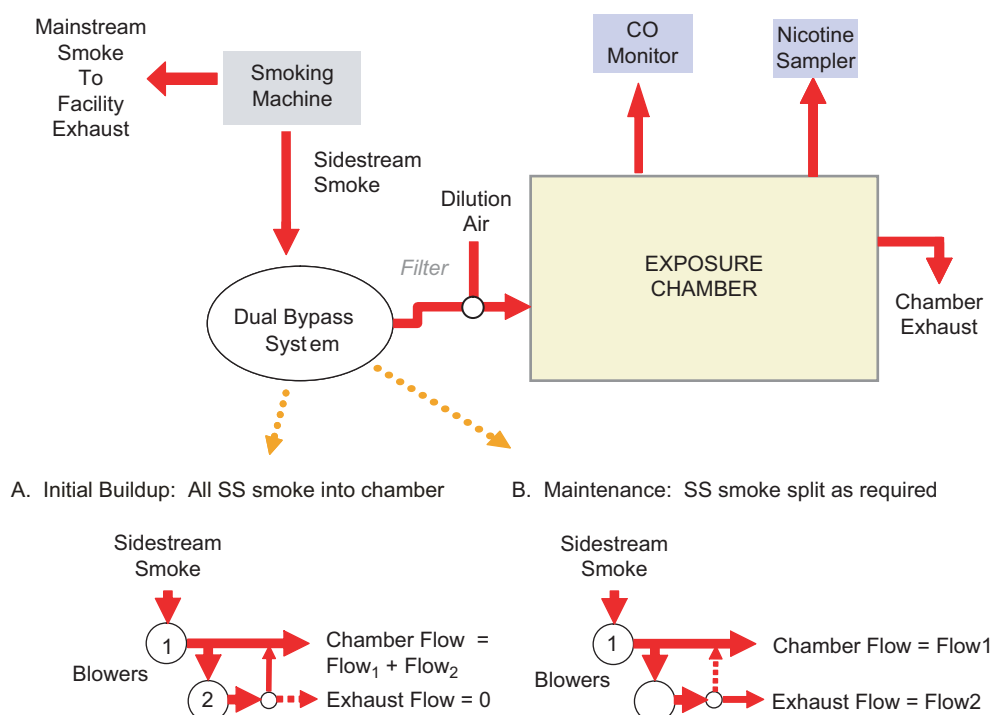 Mainstream
Smoke
To
Facility
Exhaust
Smoking
Machine
CO
Monitor
Nicotine
Sampler
Sidestream
Smoke
Dilution
Air
Filter
Dual Bypass
System
EXPOSURE
CHAMBER
Chamber
Exhaust
A. Initial Buildup: All SS smoke into chamber
Sidestream
Smoke
1
Blowers
2
Chamber Flow =
Flow₁ + Flow₂
Exhaust Flow = 0
B. Maintenance: SS smoke split as required
Sidestream
Smoke
1
Blowers
Chamber Flow = Flow1
Exhaust Flow = Flow2